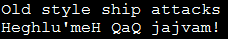 Old style ship attacks
Heghlu'meH QaQ jajvam!